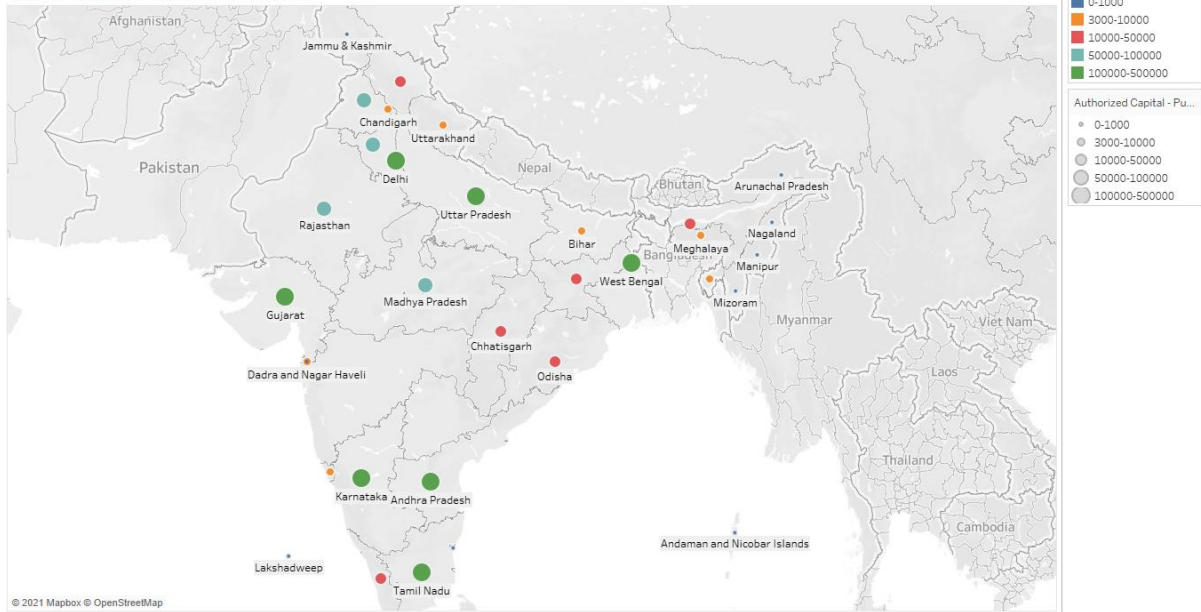 Afghanistan
Jammu & Kashmir
Chandigarh
Uttarakhand
Pakistan
Delhi
Nepal
Bhutan
Arunachal Pradesh
Rajasthan
Uttar Pradesh
Bihar
Meghalaya
Nagaland
Bangladesh
Manipur
West Bengal
Madhya Pradesh
Mizoram
Gujarat
Myanmar
Viet Nam
Chhatisgarh
Laos
Dadra and Nagar Haveli
Odisha
Thailand
Karnataka
Andhra Pradesh
Cambodia
Andaman and Nicobar Islands
Lakshadweep
Tamil Nadu
© 2021 Mapbox © OpenStreetMap
0-1000
3000-10000
10000-50000
50000-100000
100000-500000
Authorized Capital - Pu...
0-1000
3000-10000
10000-50000
50000-100000
100000-500000